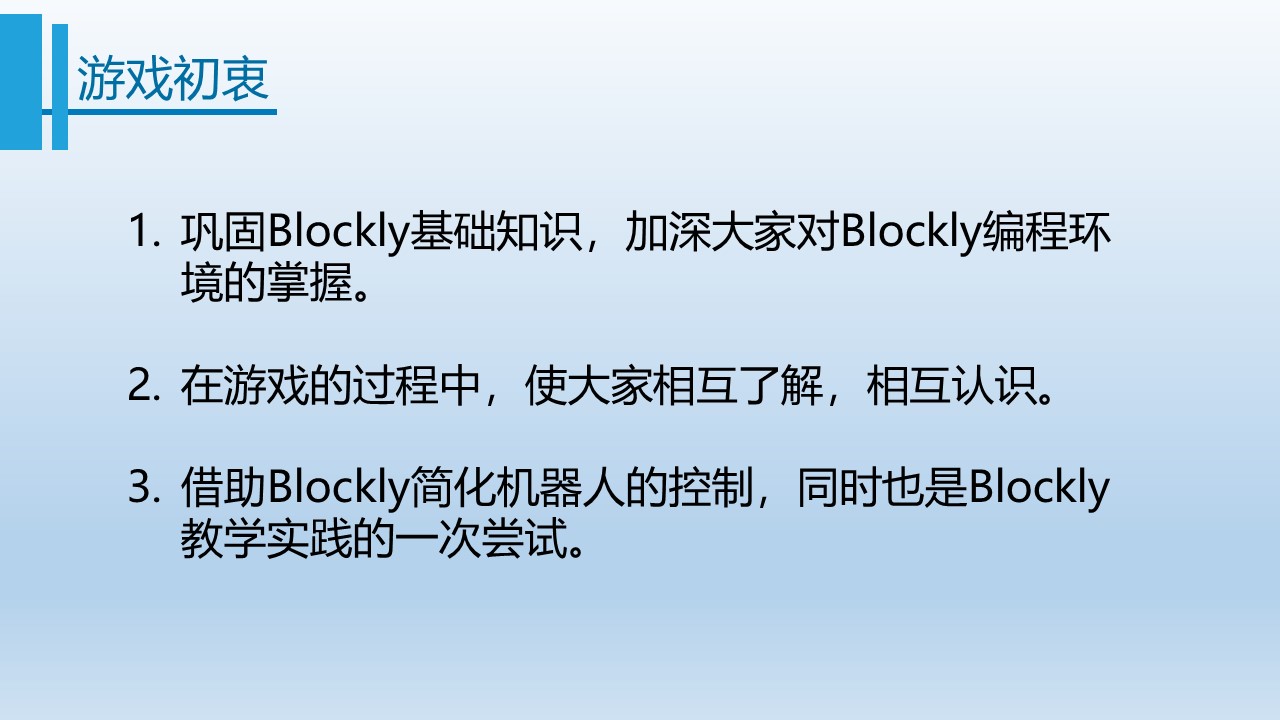 游戏初衷
1. 巩固Blockly基础知识，加深大家对Blockly编程环
境的掌握。
2. 在游戏的过程中，使大家相互了解，相互认识。
3. 借助Blockly简化机器人的控制，同时也是Blockly
教学实践的一次尝试。